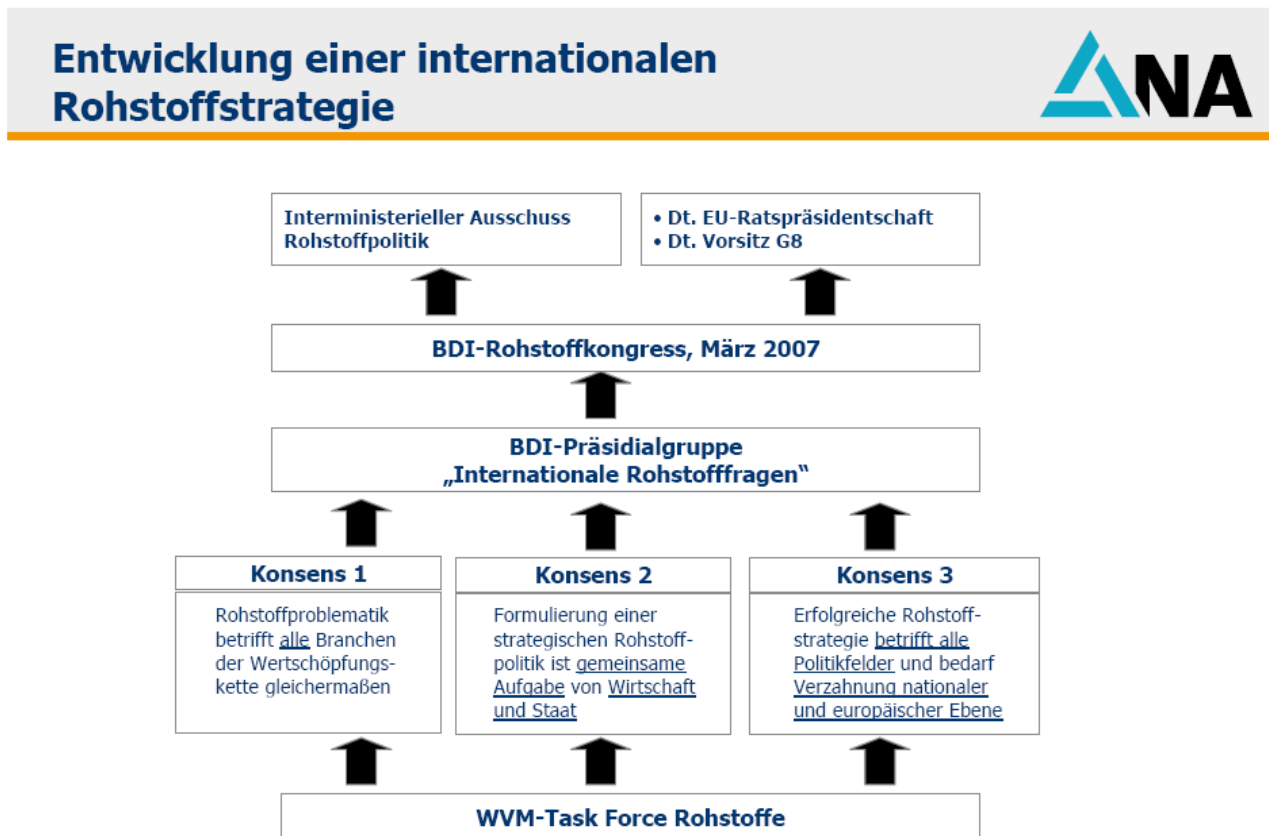 Entwicklung einer internationalen
Rohstoffstrategie
NA
Interministerieller Ausschuss
Rohstoffpolitik
• Dt. EU-Ratspräsidentschaft
• Dt. Vorsitz G8
BDI-Rohstoffkongress, März 2007
BDI-Präsidialgruppe
„Internationale Rohstofffragen“
Konsens 1
Rohstoffproblematik
betrifft alle Branchen
der Wertschöpfungs-
kette gleichermaßen
Konsens 2
Formulierung einer
strategischen Rohstoff-
politik ist gemeinsame
Aufgabe von Wirtschaft
und Staat
Konsens 3
Erfolgreiche Rohstoff-
strategie betrifft alle
Politikfelder und bedarf
Verzahnung nationaler
und europäischer Ebene
WVM-Task Force Rohstoffe